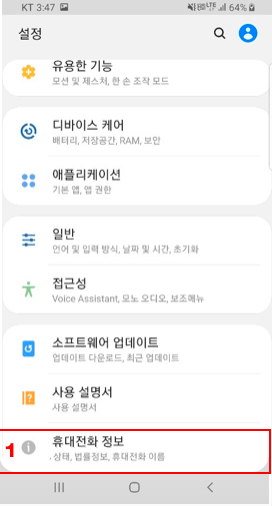 KT 3:47 64%
설정
유용한 기능
모션 및 제스처, 한 손 조작 모드
디바이스 케어
배터리, 저장공간, RAM, 보안
애플리케이션
기본 앱, 앱 권한
일반
언어 및 입력 방식, 날짜 및 시간, 초기화
접근성
Voice Assistant, 모노 오디오, 보조메뉴
소프트웨어 업데이트
업데이트 다운로드, 최근 업데이트
사용 설명서
사용 설명서
1 휴대전화 정보
상태, 법률정보, 휴대전화 이름